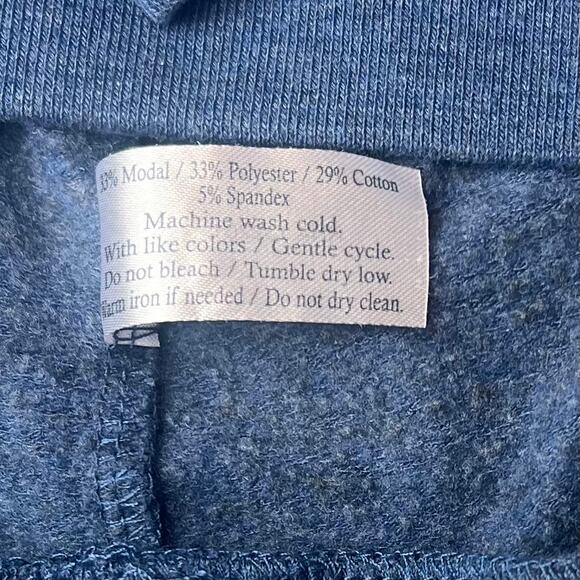 33% Modal / 33% Polyester / 29% Cotton
5% Spandex
Machine wash cold.
With like colors / Gentle cycle.
Do not bleach / Tumble dry low.
Warm iron if needed / Do not dry clean.